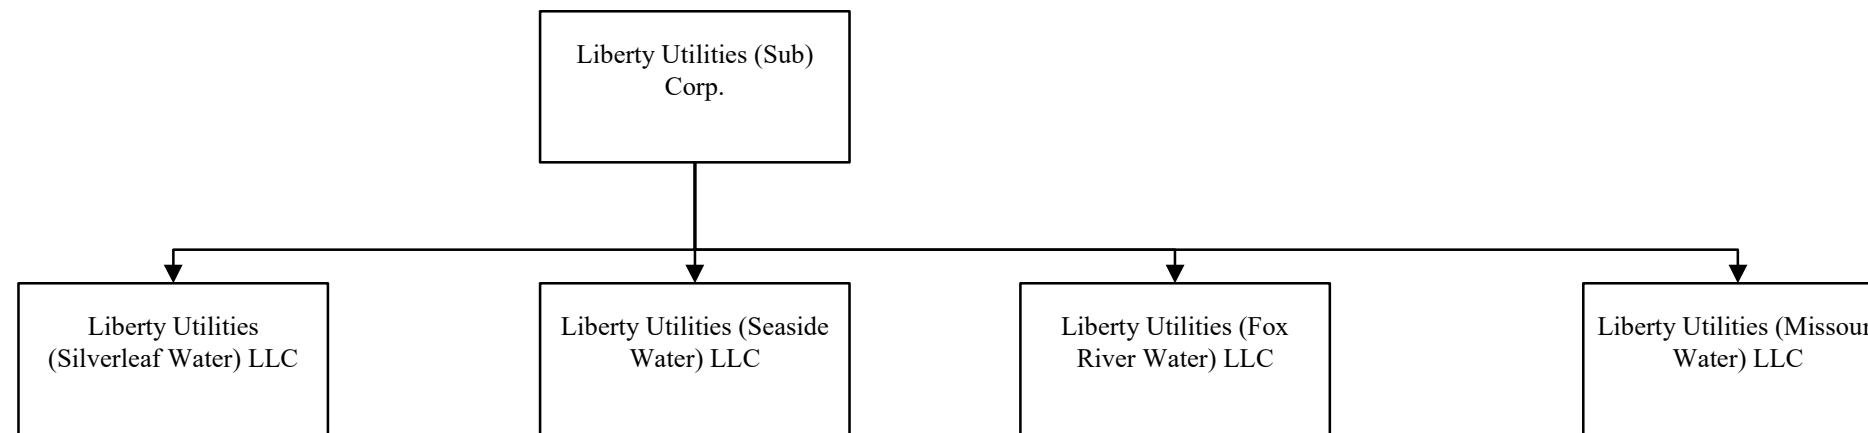 Liberty Utilities (Sub)
Corp.
Liberty Utilities
(Silverleaf Water) LLC
Liberty Utilities (Seaside
Water) LLC
Liberty Utilities (Fox
River Water) LLC
Liberty Utilities (Missour
Water) LLC